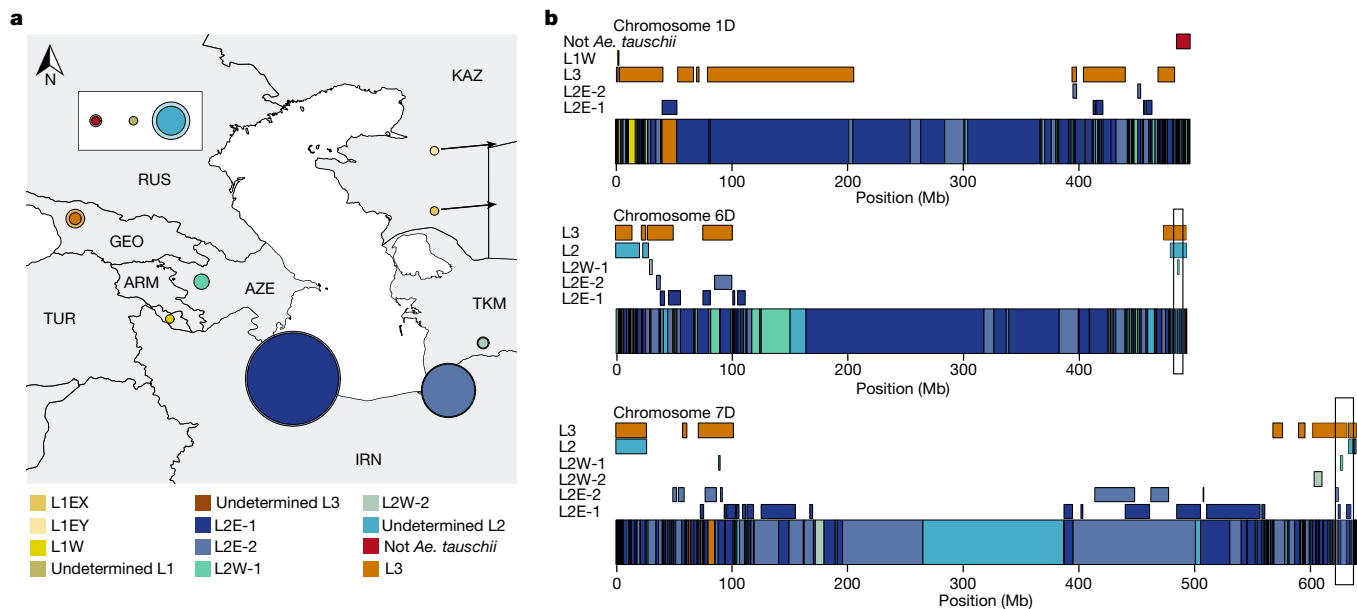 a
N
KAZ
RUS
GEO
ARM
AZE
TUR
TKM
IRN
L1EX
L1EY
L1W
Undetermined L1
Undetermined L3
L2E-1
L2E-2
L2W-1
L2W-2
Undetermined L2
Not Ae. tauschii
L3
b
Chromosome 1D
Not Ae. tauschii
L1W
L3
L2E-2
L2E-1
0 100 200 300 400
Position (Mb)
Chromosome 6D
L3
L2
L2W-1
L2E-2
L2E-1
0 100 200 300 400
Position (Mb)
Chromosome 7D
L3
L2
L2W-1
L2W-2
L2E-2
L2E-1
0 100 200 300 400 500 600
Position (Mb)